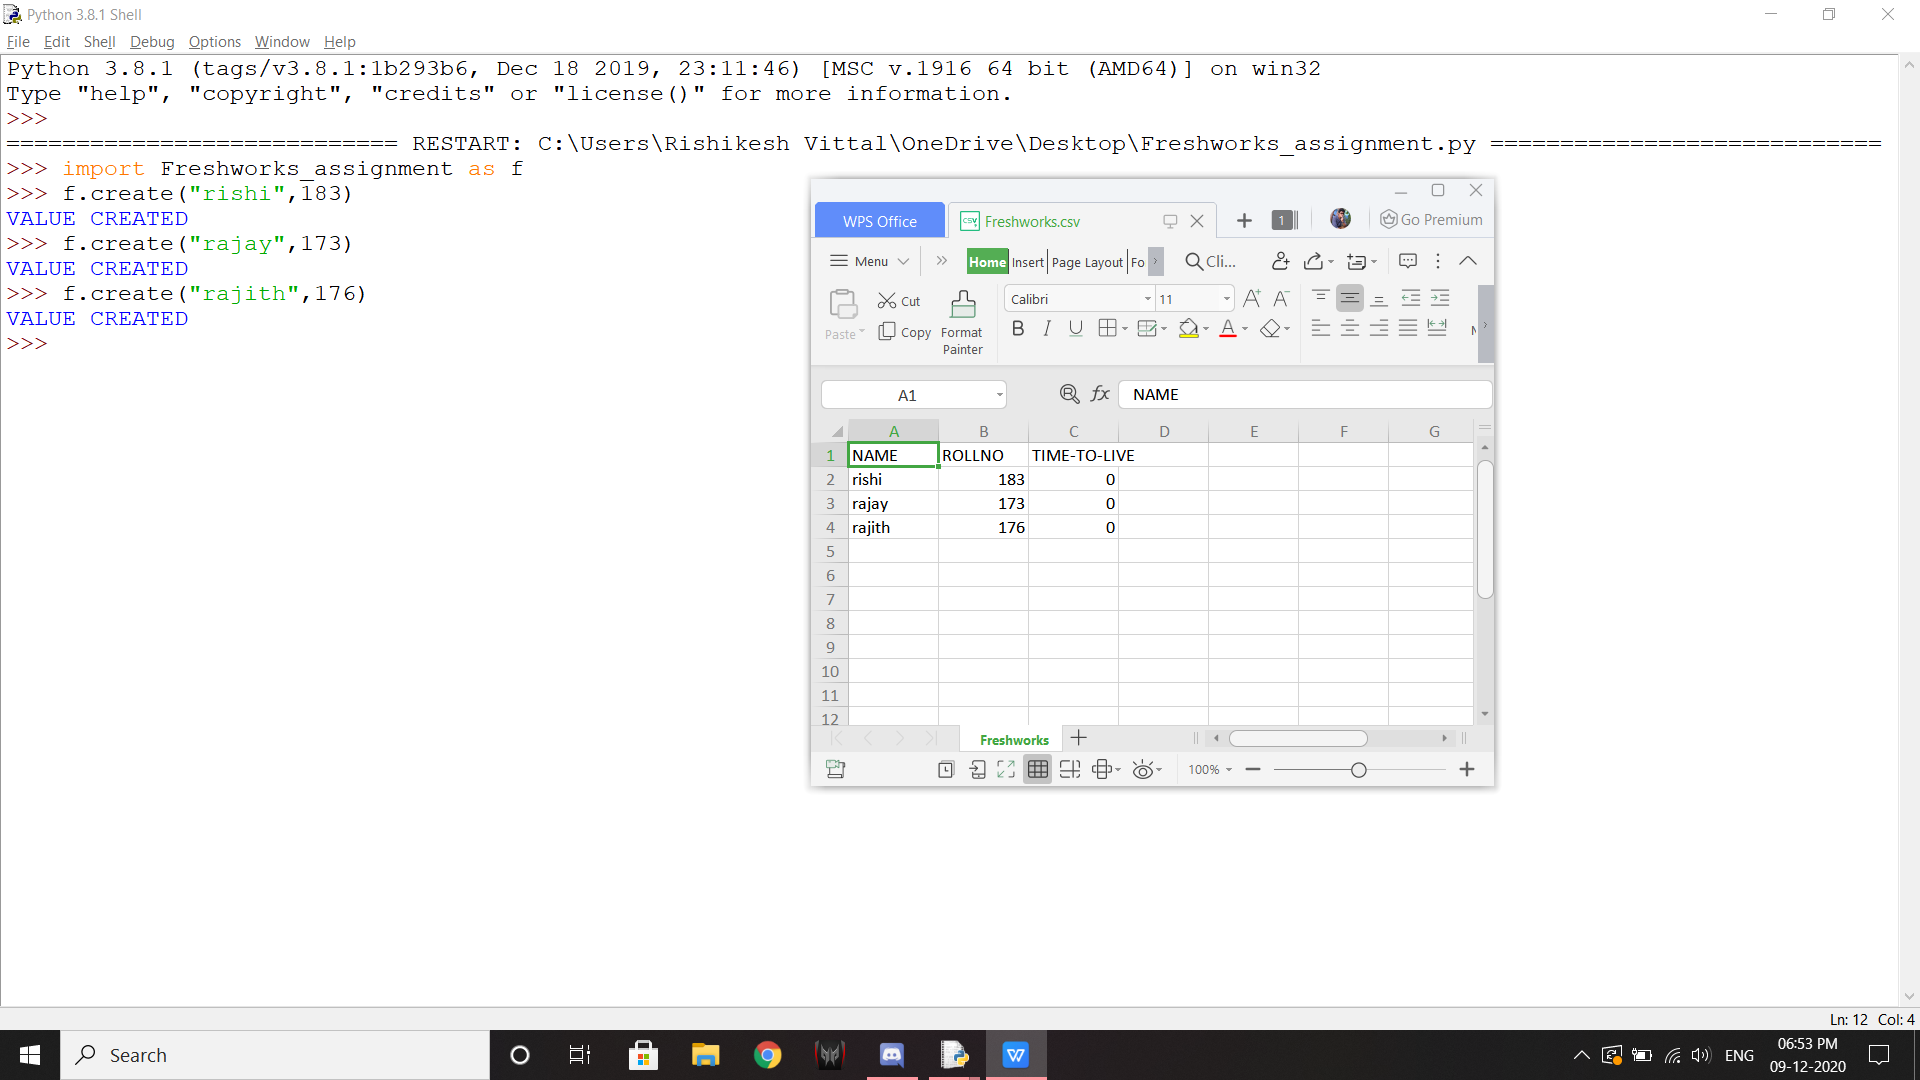 Python 3.8.1 Shell
File Edit Shell Debug Options Window Help
Python 3.8.1 (tags/v3.8.1:1b293b6, Dec 18 2019, 23:11:46) [MSC v.1916 64 bit (AMD64)] on win32
Type "help", "copyright", "credits" or "license()" for more information.
>>>
============================ RESTART: C:\Users\Rishikesh Vittal\OneDrive\Desktop\Freshworks_assignment.py ============================
>>> import Freshworks_assignment as f
>>> f.create("rishi",183)
VALUE CREATED
>>> f.create("rajay",173)
VALUE CREATED
>>> f.create("rajith",176)
VALUE CREATED
>>>
WPS Office Freshworks.csv 1 Go Premium
Menu Home Insert Page Layout Fo Cli...
Paste Cut Copy Format Painter Calibri 11
A1 fx NAME
A B C D E F G
1 NAME ROLLNO TIME-TO-LIVE
2 rishi 183 0
3 rajay 173 0
4 rajith 176 0
5
6
7
8
9
10
11
12
Freshworks
100%
Ln: 12 Col: 4
Search
ENG 06:53 PM
09-12-2020